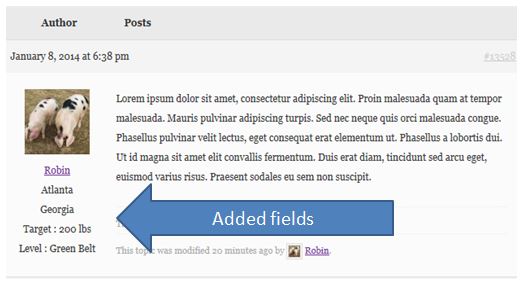 Author Posts
January 8, 2014 at 6:38 pm #13528
Lorem ipsum dolor sit amet, consectetur adipiscing elit. Proin malesuada quam at tempor
malesuada. Mauris pulvinar adipiscing turpis. Sed nec neque quis orci malesuada congue.
Phasellus pulvinar velit lectus, eget consequat erat elementum ut. Phasellus a lobortis dui.
Ut id magna sit amet elit convallis fermentum. Duis erat diam, tincidunt sed arcu eget,
euismod varius risus. Praesent sodales eu sem non suscipit.
Robin
Atlanta
Georgia
Target : 200 lbs
Level : Green Belt
Added fields
This topic was modified 20 minutes ago by Robin.